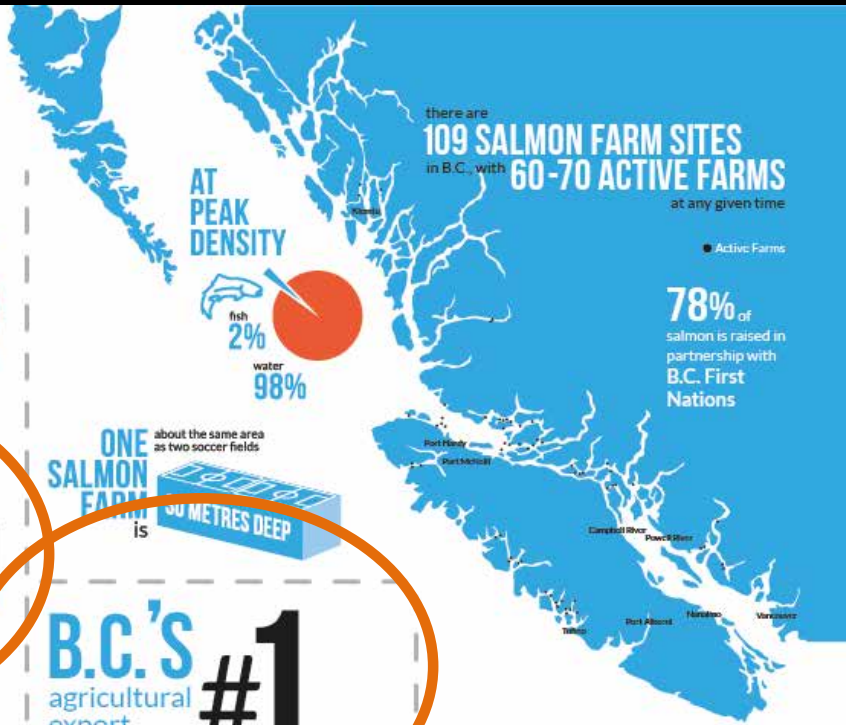 there are
109 SALMON FARM SITES
in B.C., with 60-70 ACTIVE FARMS
at any given time
Active Farms
78% of
salmon is raised in
partnership with
B.C. First
Nations
AT
PEAK
DENSITY
fish
2%
water
98%
ONE
SALMON
FARM
is
about the same area
as two soccer fields
30 METRES DEEP
Klemtu
Port Hardy
Port McNeill
Campbell River
Powell River
Tofino
Port Alberni
Nanaimo
Vancouver
B.C.'S
agricultural
export
#1